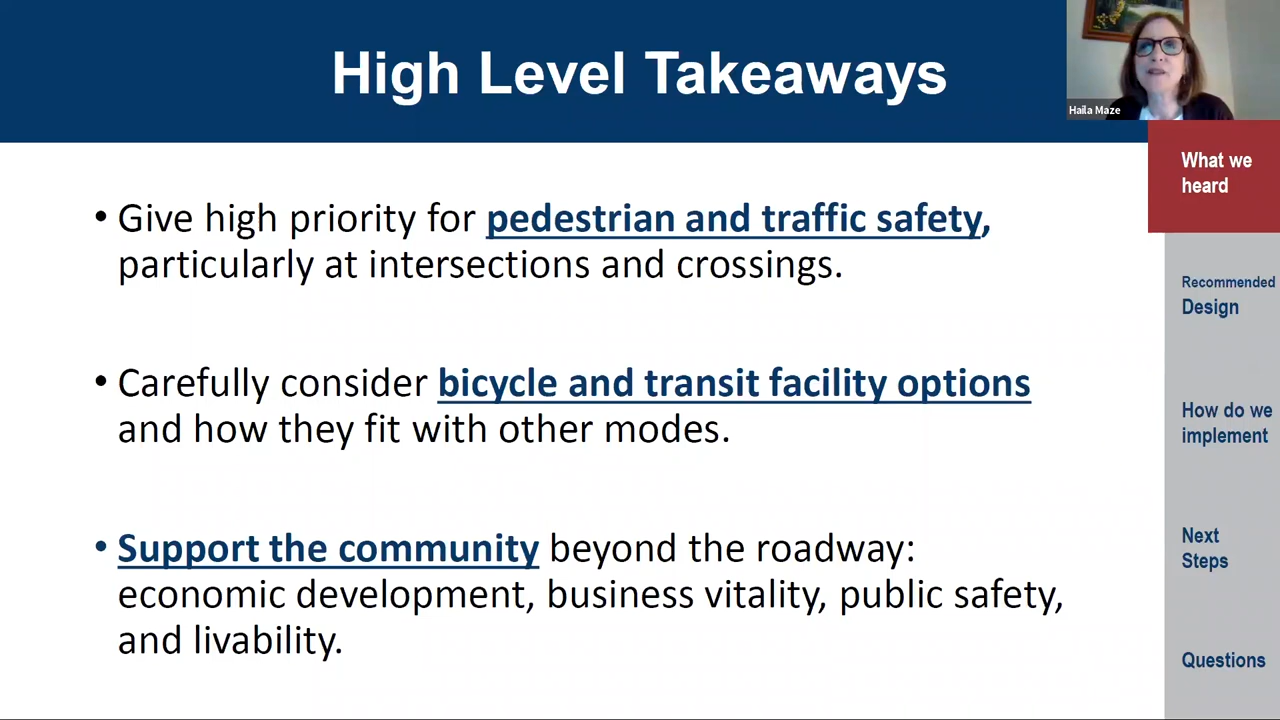 High Level Takeaways
Haila Maze
• Give high priority for pedestrian and traffic safety,
particularly at intersections and crossings.
• Carefully consider bicycle and transit facility options
and how they fit with other modes.
• Support the community beyond the roadway:
economic development, business vitality, public safety,
and livability.
What we
heard
Recommended
Design
How do we
implement
Next
Steps
Questions